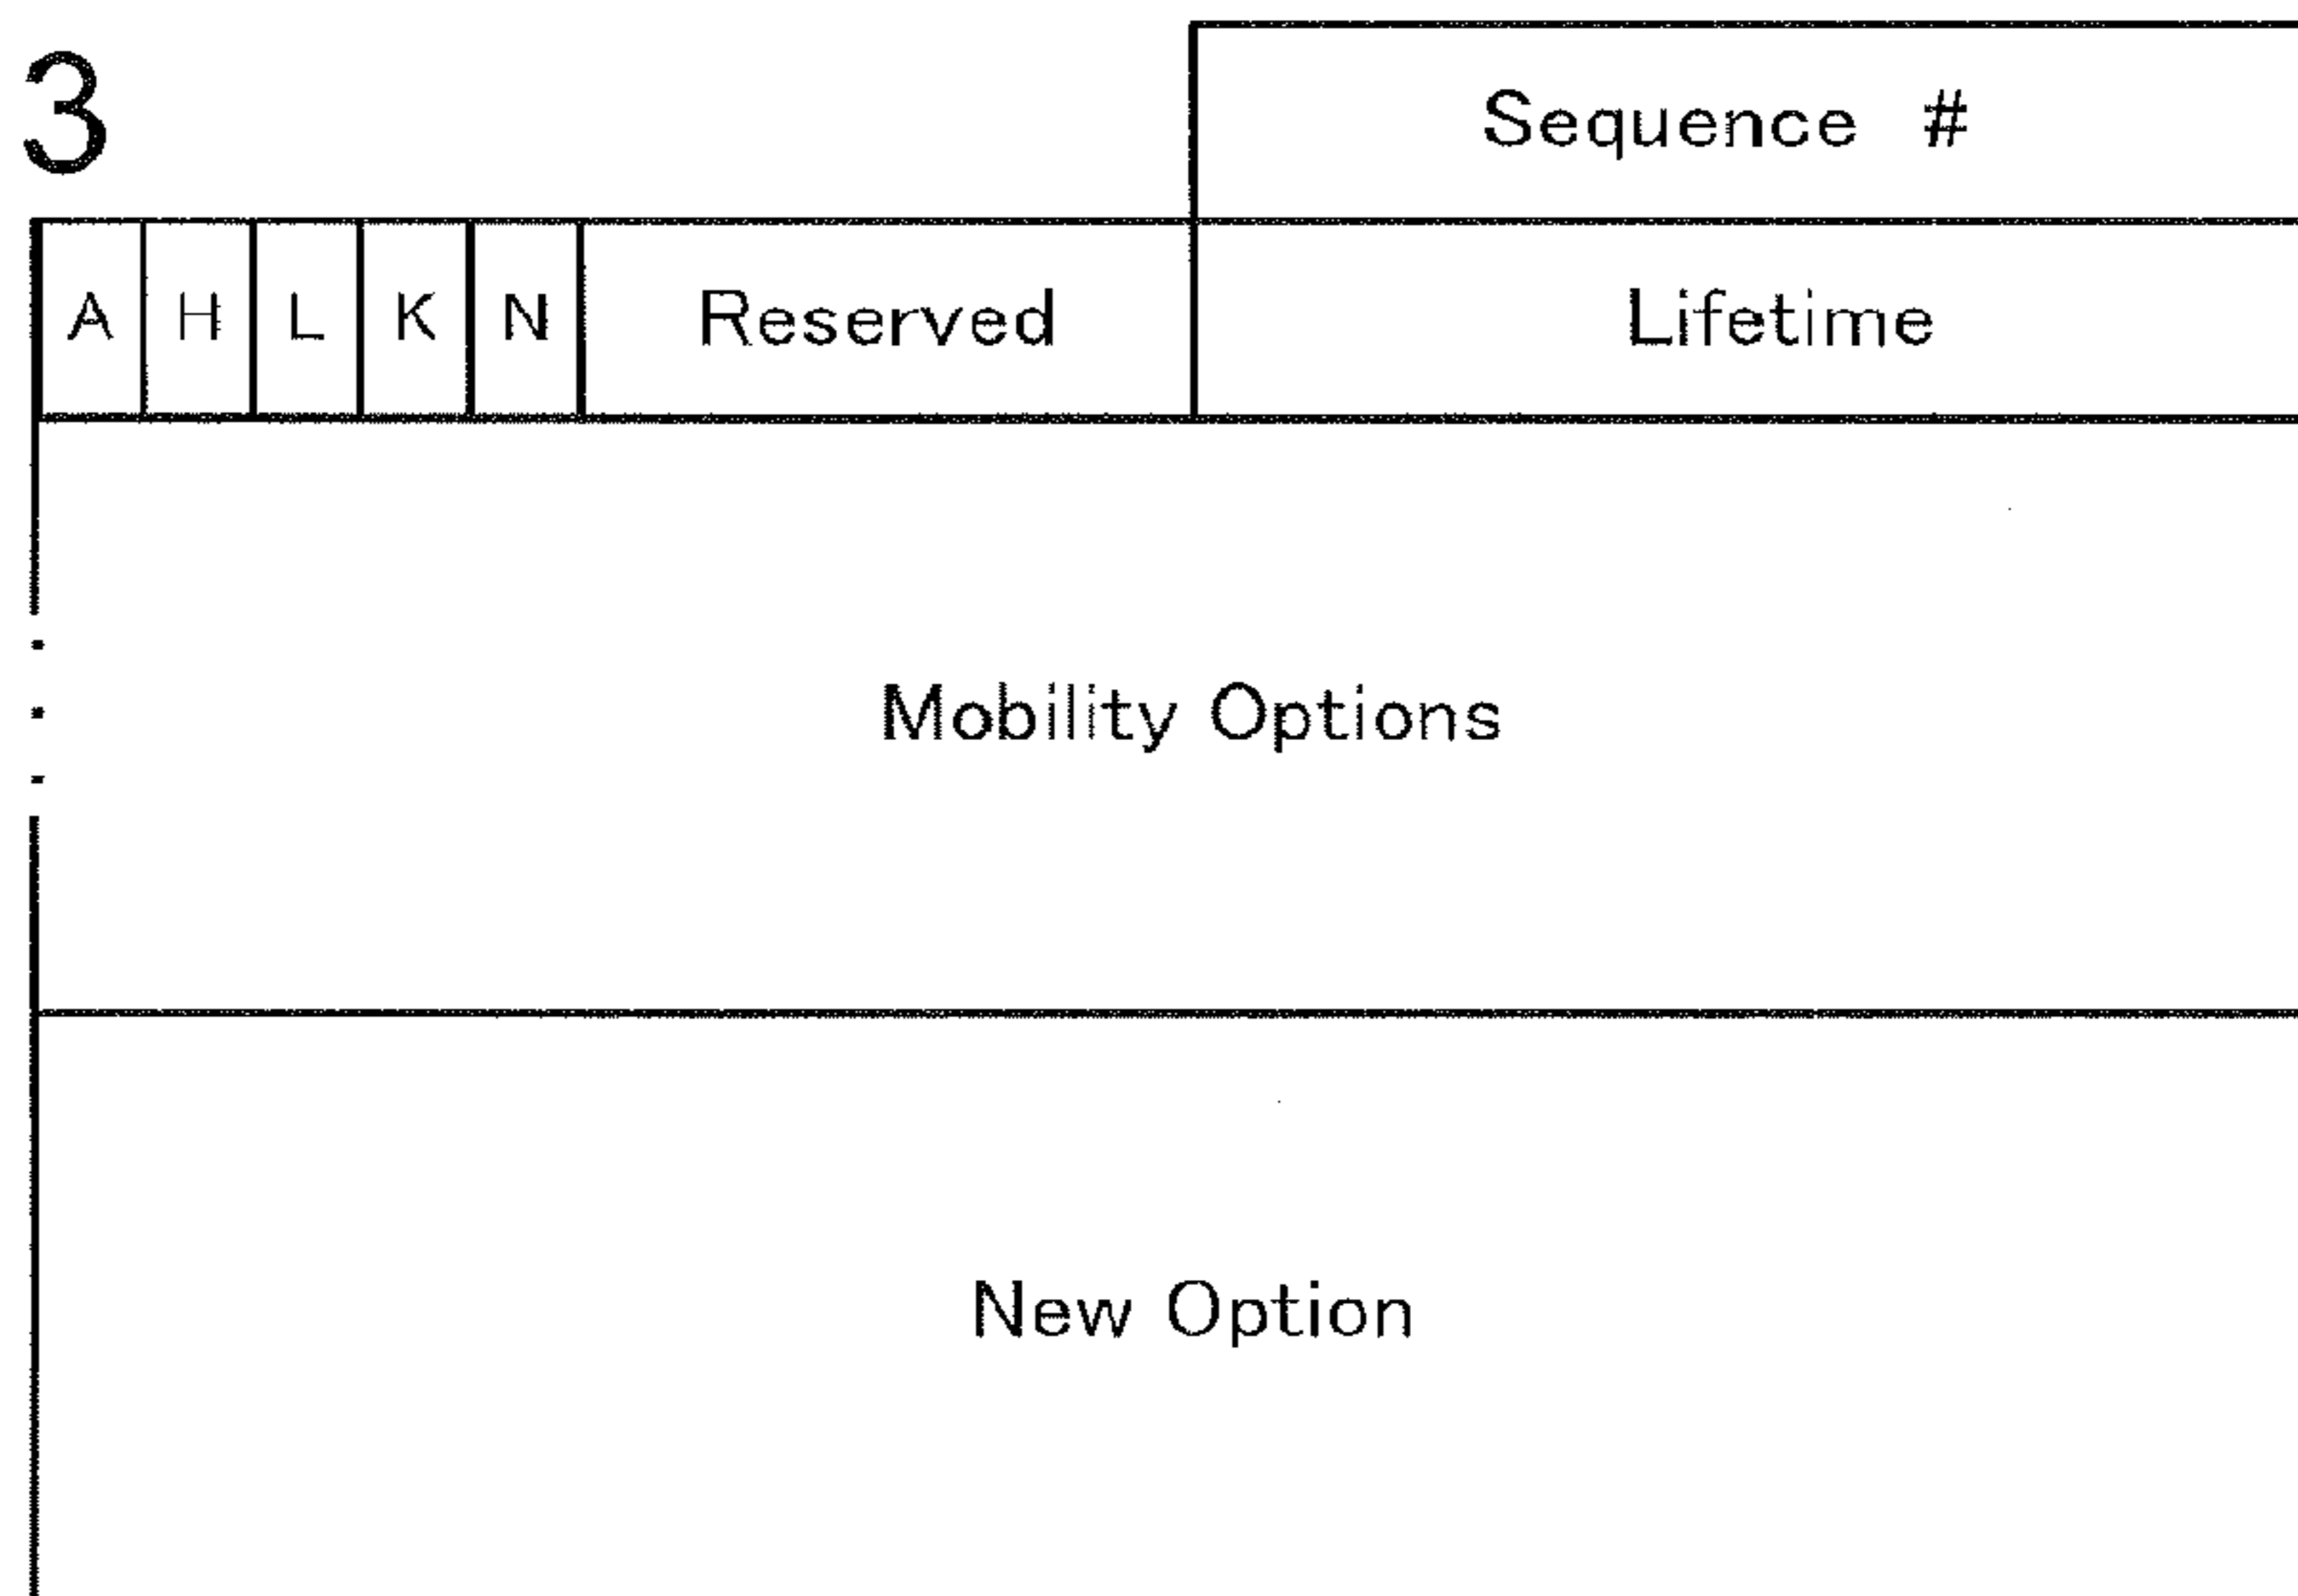 3
Sequence #
A H L K N Reserved Lifetime
Mobility Options
New Option